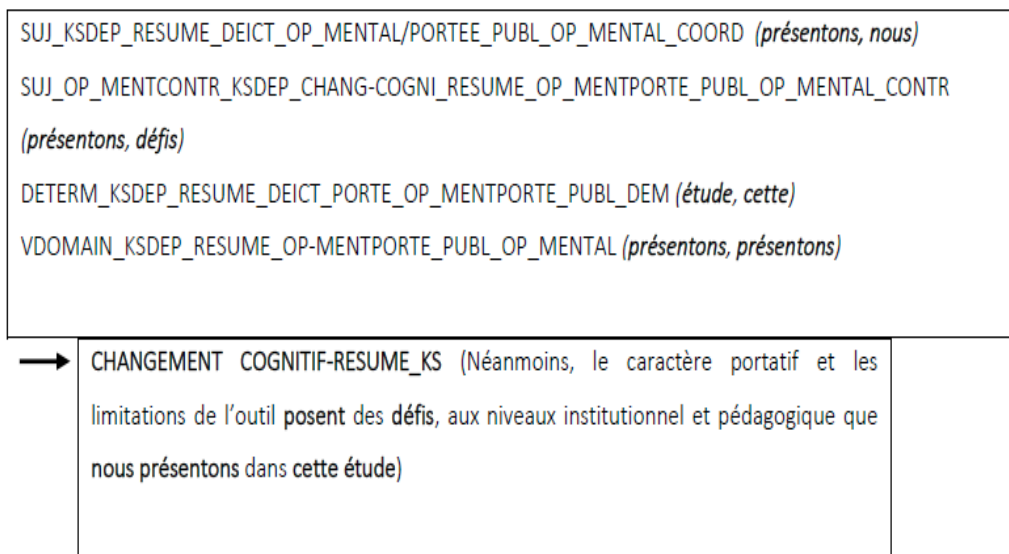 SUJ_KSDEP_RESUME_DEICT_OP_MENTAL/PORTEE_PUBL_OP_MENTAL_COORD (présentons, nous)
SUJ_OP_MENTCONTR_KSDEP_CHANG-COGNI_RESUME_OP_MENTPORTE_PUBL_OP_MENTAL_CONTR
(présentons, défis)
DETERM_KSDEP_RESUME_DEICT_PORTE_OP_MENTPORTE_PUBL_DEM (étude, cette)
VDOMAIN_KSDEP_RESUME_OP-MENTPORTE_PUBL_OP_MENTAL (présentons, présentons)
CHANGEMENT COGNITIF-RESUME_KS (Néanmoins, le caractère portatif et les
limitations de l'outil posent des défis, aux niveaux institutionnel et pédagogique que
nous présentons dans cette étude)